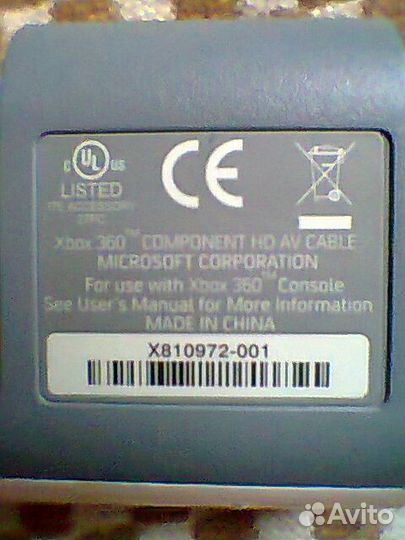 C UL US
CE
LISTED
ITE ACCESSORY
Xbox 360™ COMPONENT HD AV CABLE
MICROSOFT CORPORATION
For use with Xbox 360™ Console
See User's Manual for More Information
MADE IN CHINA
X810972-001
Avito